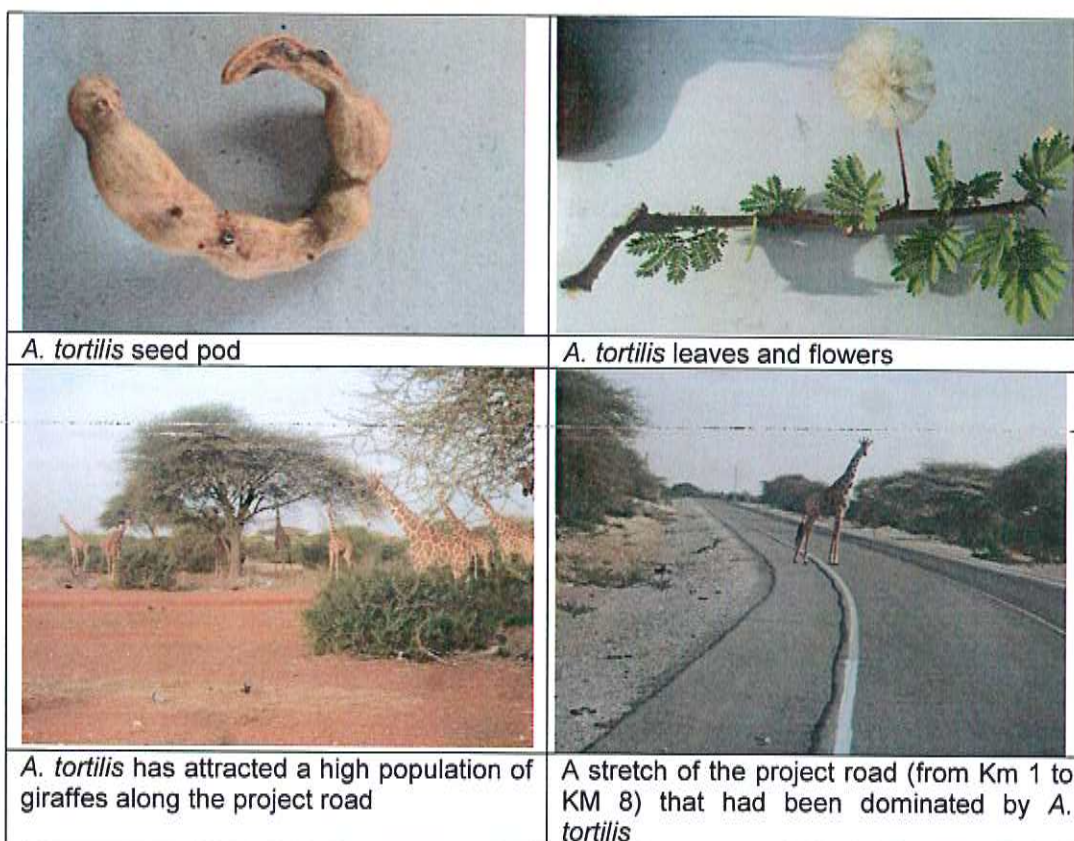 A. tortilis seed pod
A. tortilis leaves and flowers
A. tortilis has attracted a high population of
giraffes along the project road
A stretch of the project road (from Km 1 to
KM 8) that had been dominated by A.
tortilis